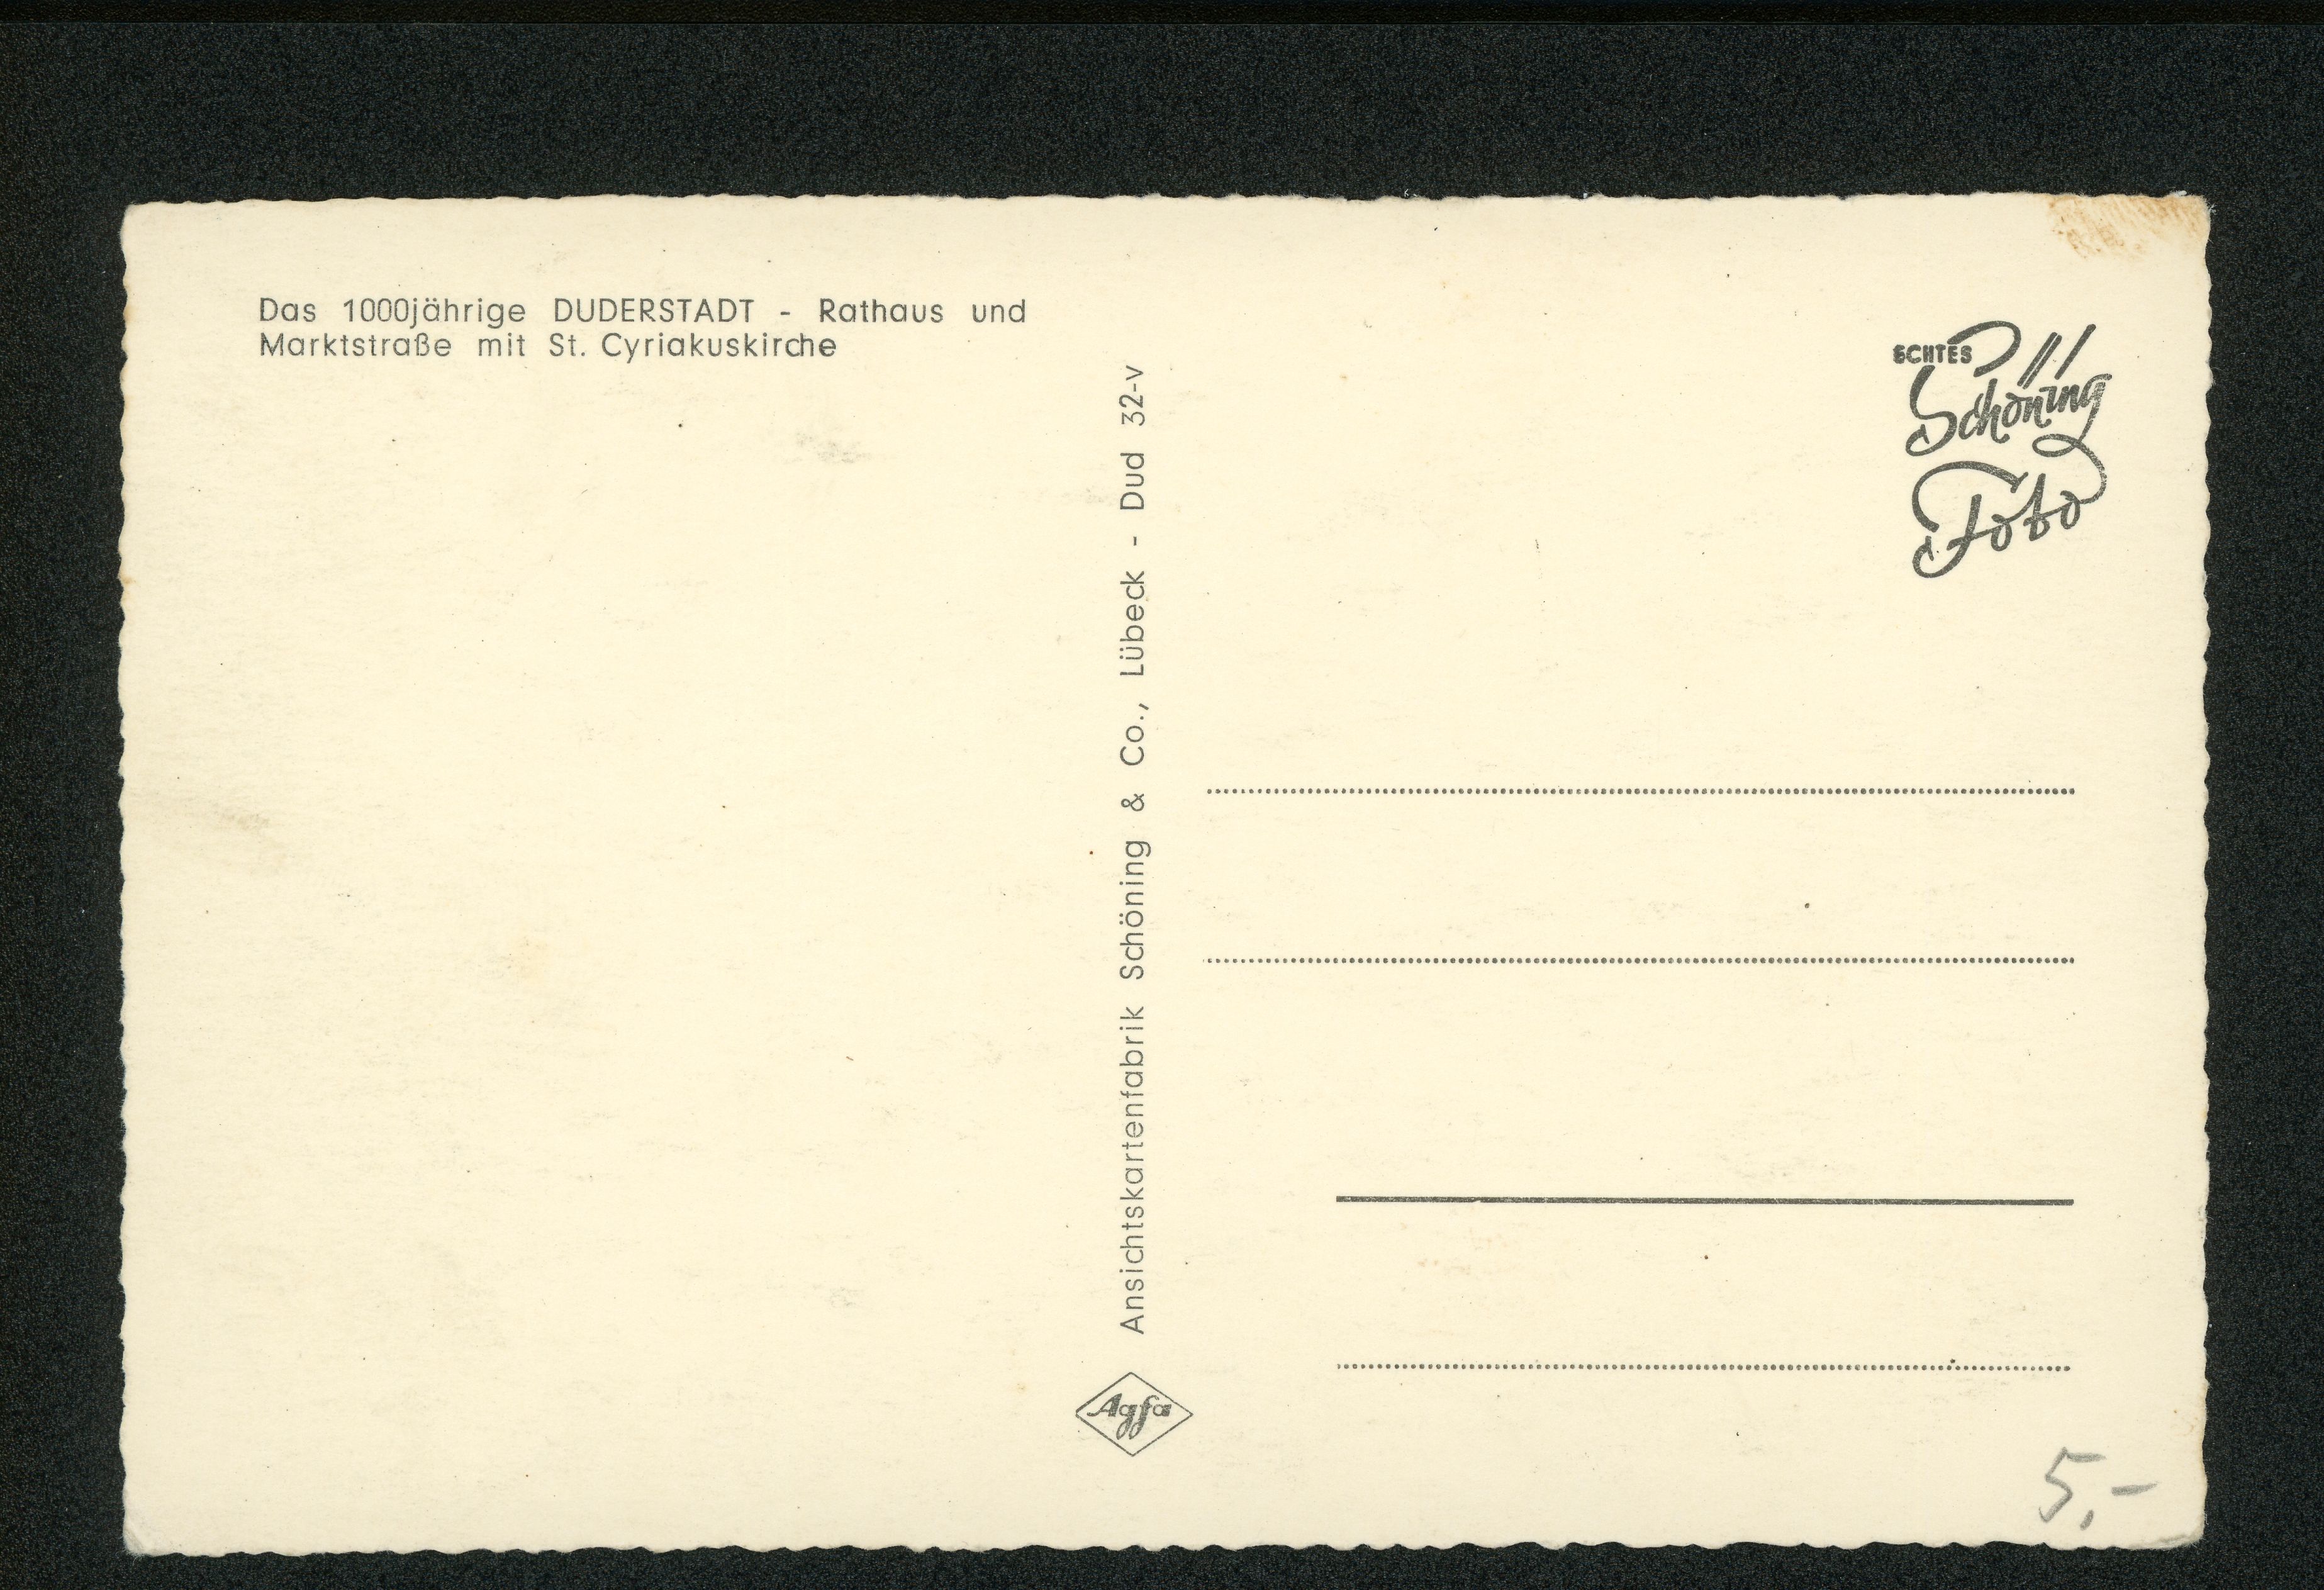 Das 1000jährige DUDERSTADT - Rathaus und
Marktstraße mit St. Cyriakuskirche
Ansichtskartenfabrik Schöning & Co., Lübeck - Dud 32-v
Agfa
ECHTES
Schöning
Foto
5,-